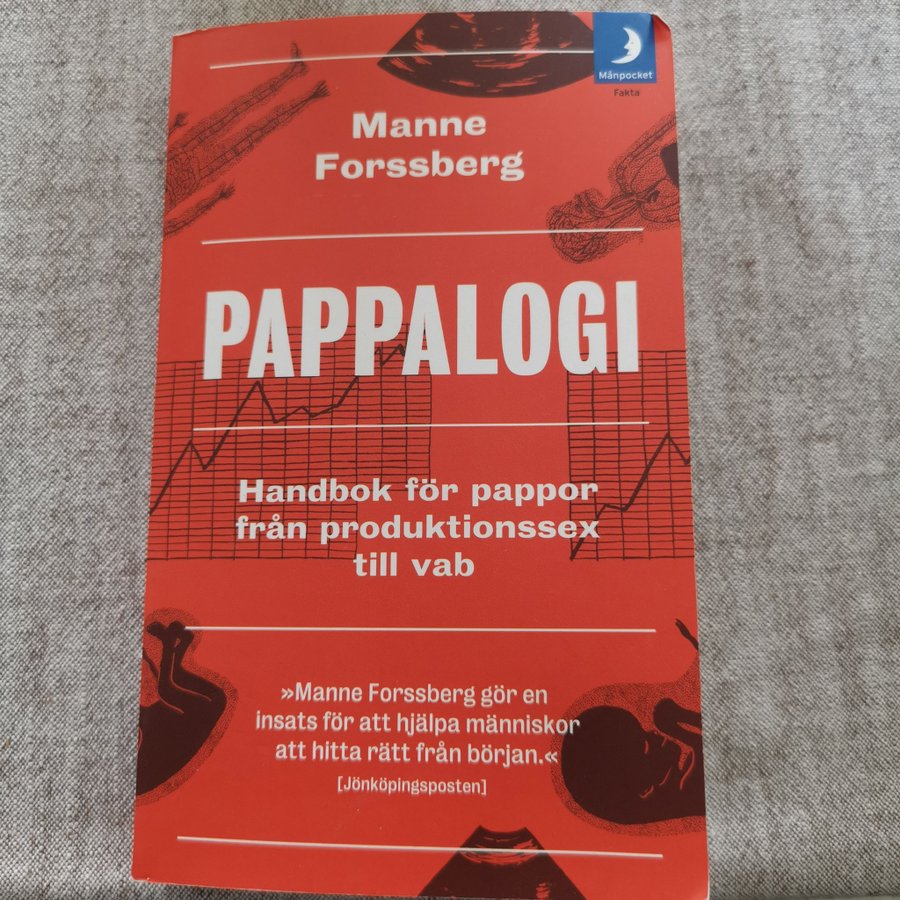 Månpocket
Fakta
Manne
Forssberg
PAPPALOGI
Handbok för pappor
från produktionssex
till vab
»Manne Forssberg gör en
insats för att hjälpa människor
att hitta rätt från början.«
[Jönköpingsposten]